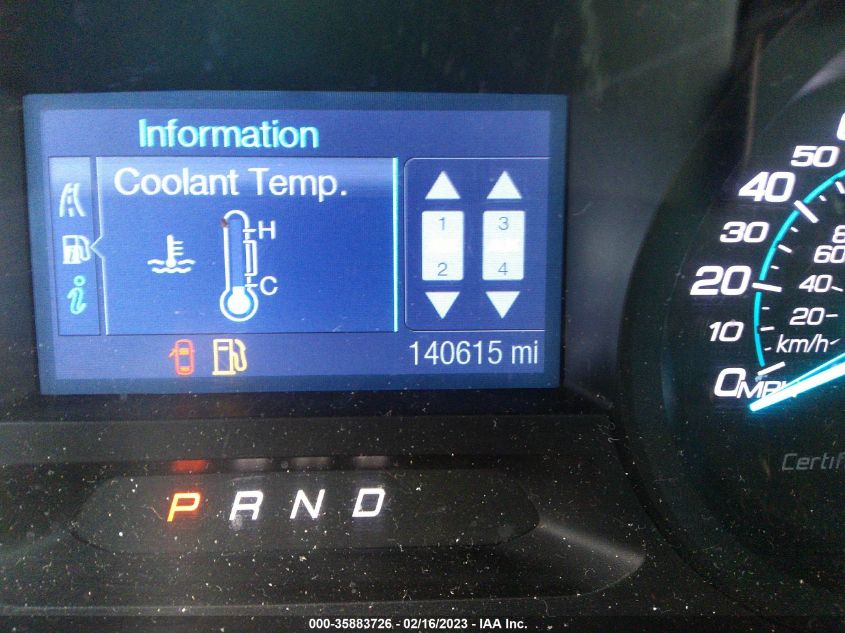 Information
Coolant Temp.
H
C
1 3
2 4
140615 mi
P R N D
50
40
30
20
10
0 MPH
60
40
20
km/h
Certif
000-35883726 - 02/16/2023 - IAA Inc.